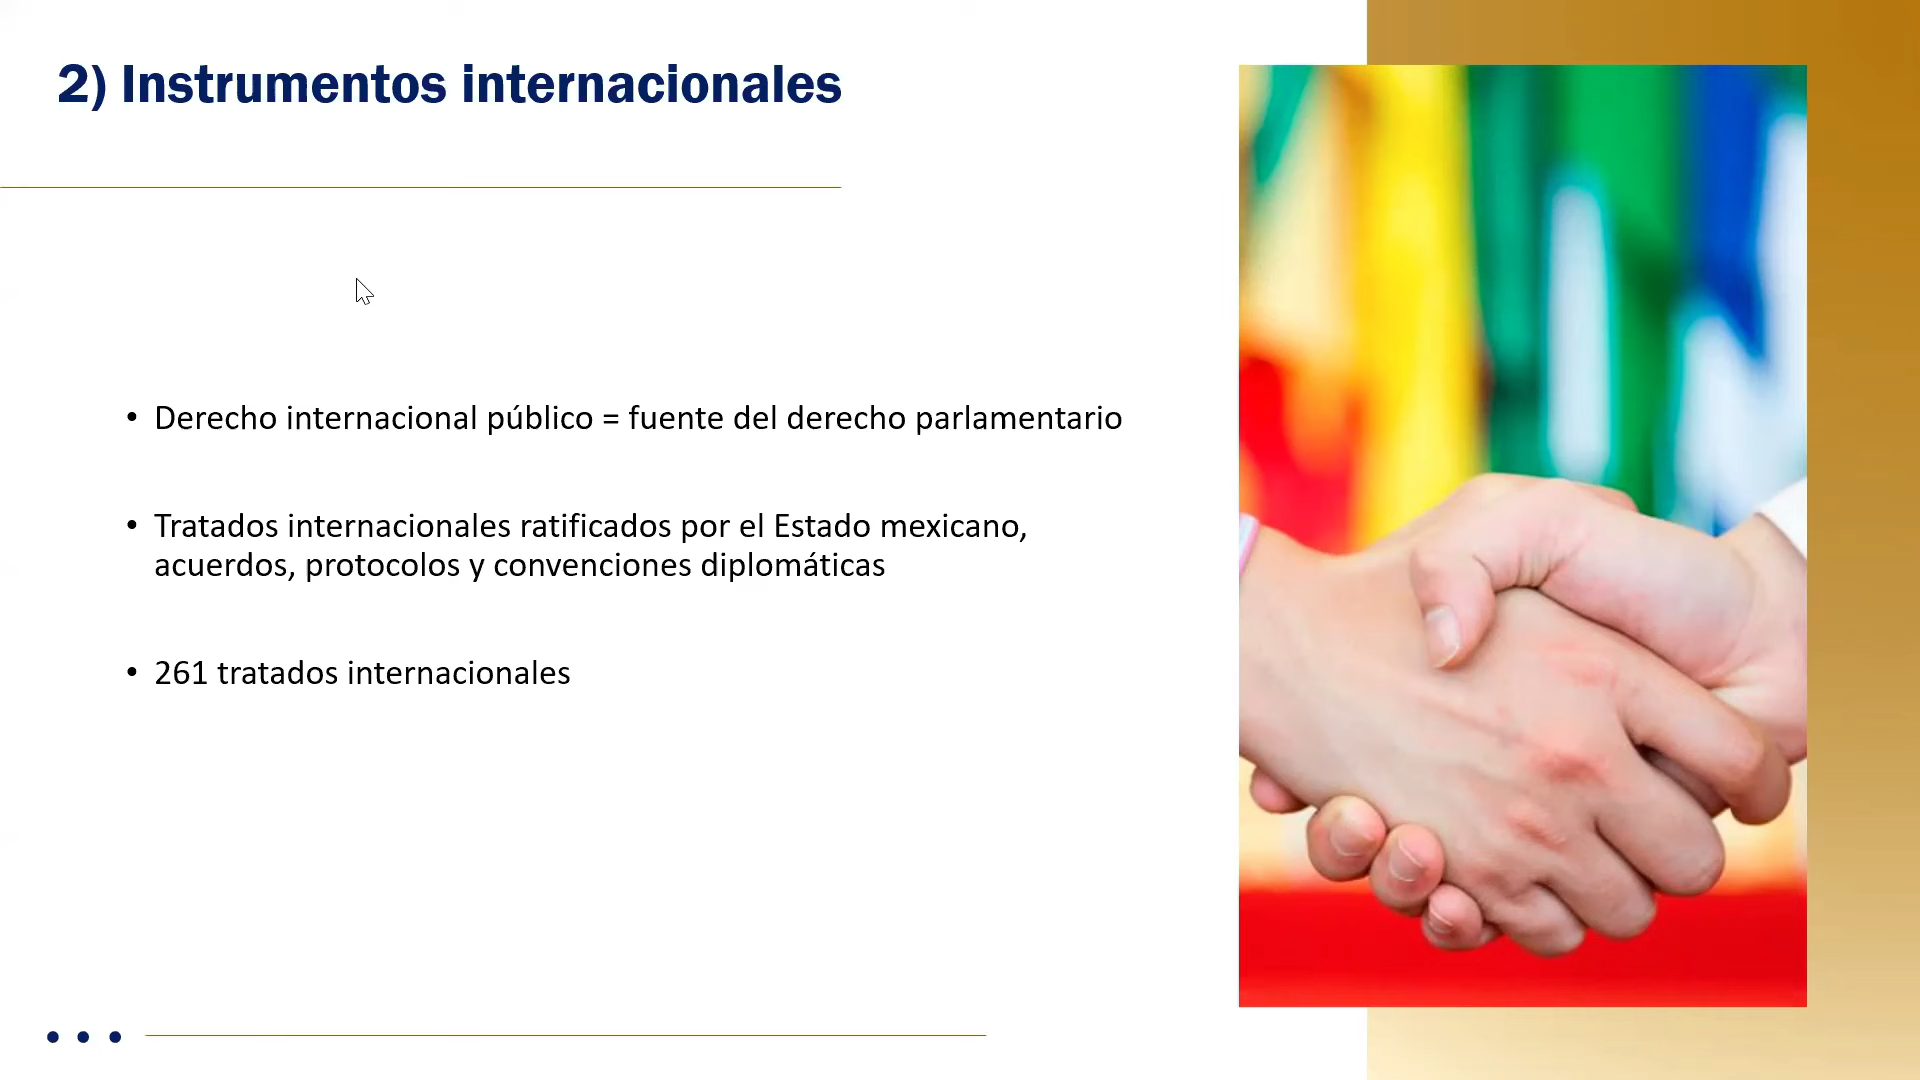 2) Instrumentos internacionales
• Derecho internacional público = fuente del derecho parlamentario
• Tratados internacionales ratificados por el Estado mexicano,
acuerdos, protocolos y convenciones diplomáticas
• 261 tratados internacionales